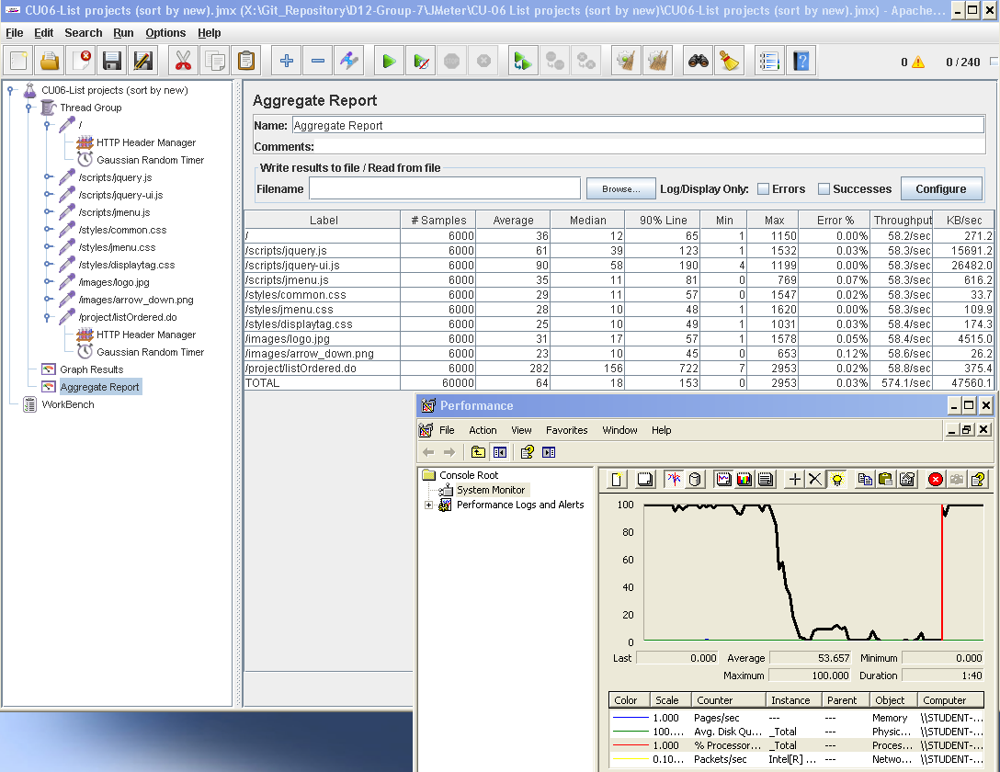 CU06-List projects (sort by new).jmx (X:\Git_Repository\D12-Group-7\JMeter\CU-06 List projects (sort by new)\CU06-List projects (sort by new).jmx) - Apache...
File Edit Search Run Options Help
0 0 / 240
CU06-List projects (sort by new)
Thread Group
/
HTTP Header Manager
Gaussian Random Timer
/scripts/jquery.js
/scripts/jquery-ui.js
/scripts/jmenu.js
/styles/common.css
/styles/jmenu.css
/styles/displaytag.css
/images/logo.jpg
/images/arrow_down.png
/project/listOrdered.do
HTTP Header Manager
Gaussian Random Timer
Graph Results
Aggregate Report
WorkBench
Aggregate Report
Name: Aggregate Report
Comments:
Write results to file / Read from file
Filename Browse... Log/Display Only: Errors Successes Configure
Label # Samples Average Median 90% Line Min Max Error % Throughput KB/sec
/ 6000 36 12 65 1 1150 0.00% 58.2/sec 271.2
/scripts/jquery.js 6000 61 39 123 1 1532 0.03% 58.3/sec 15691.2
/scripts/jquery-ui.js 6000 90 58 190 4 1199 0.00% 58.3/sec 26482.0
/scripts/jmenu.js 6000 35 11 81 0 769 0.07% 58.3/sec 616.2
/styles/common.css 6000 29 11 57 0 1547 0.02% 58.3/sec 33.7
/styles/jmenu.css 6000 28 10 48 1 1620 0.00% 58.3/sec 109.9
/styles/displaytag.css 6000 25 10 49 1 1031 0.03% 58.4/sec 174.3
/images/logo.jpg 6000 31 17 57 1 1578 0.05% 58.4/sec 4515.0
/images/arrow_down.png 6000 23 10 45 0 653 0.12% 58.6/sec 26.2
/project/listOrdered.do 6000 282 156 722 7 2953 0.02% 58.8/sec 375.4
TOTAL 60000 64 18 153 0 2953 0.03% 574.1/sec 47560.1
Performance
File Action View Favorites Window Help
Console Root
System Monitor
Performance Logs and Alerts
100
80
60
40
20
0
Last 0.000 Average 53.657 Minimum 0.000
Maximum 100.000 Duration 1:40
Color Scale Counter Instance Parent Object Computer
1.000 Pages/sec --- --- Memory \\STUDENT-...
100.... Avg. Disk Qu... _Total --- Physic... \\STUDENT-...
1.000 % Processor... _Total --- Proces... \\STUDENT-...
0.10... Packets/sec Intel[R] ... --- Netwo... \\STUDENT-...